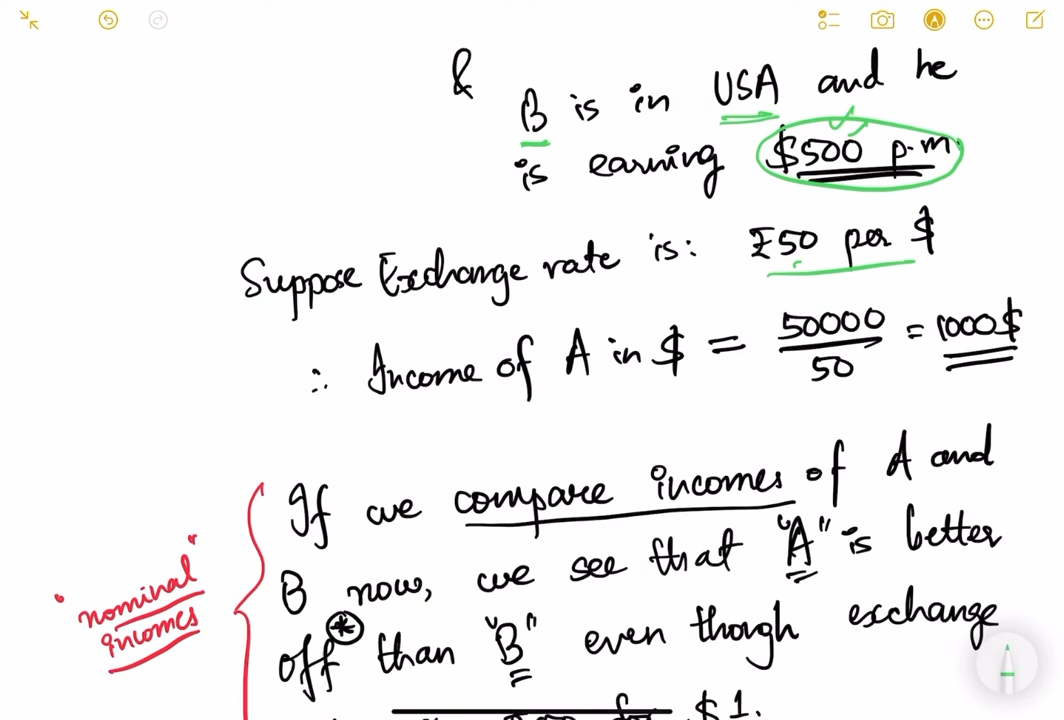 &
B is in USA and he
is earning $500 p.m.
Suppose Exchange rate is: ₹50 per $
∴ Income of A in $ = 50000/50 = 1000$
If we compare incomes of A and
B now, we see that "A" is better
off * than "B" even though exchange
for $1.
"nominal"
incomes